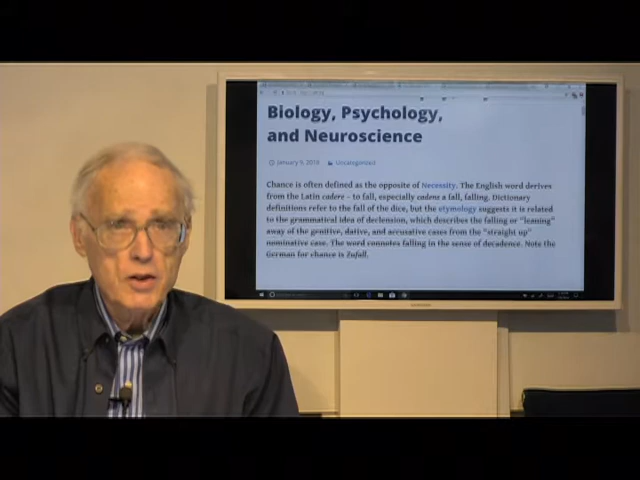 Biology, Psychology,
and Neuroscience
January 9, 2016 Uncategorized
Chance is often defined as the opposite of Necessity. The English word derives
from the Latin cadere – to fall, especially cadens a fall, falling. Dictionary
definitions refer to the fall of the dice, but the etymology suggests it is related
to the grammatical idea of declension, which describes the falling or “leaning”
away of the genitive, dative, and accusative cases from the “straight up”
nominative case. The word connotes falling in the sense of decadence. Note the
German for chance is Zufall.